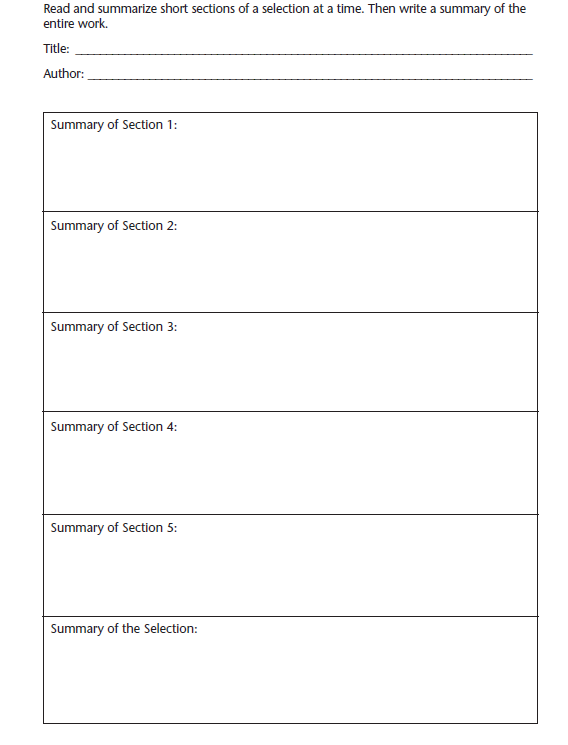 Read and summarize short sections of a selection at a time. Then write a summary of the
entire work.
Title:
Author:
Summary of Section 1:
Summary of Section 2:
Summary of Section 3:
Summary of Section 4:
Summary of Section 5:
Summary of the Selection: